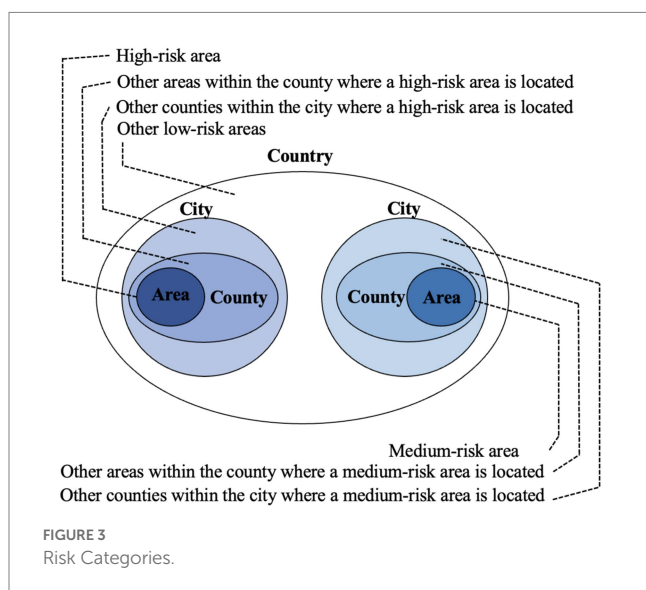 High-risk area
Other areas within the county where a high-risk area is located
Other counties within the city where a high-risk area is located
Other low-risk areas
Country
City
City
Area
County
County
Area
Medium-risk area
Other areas within the county where a medium-risk area is located
Other counties within the city where a medium-risk area is located
FIGURE 3
Risk Categories.